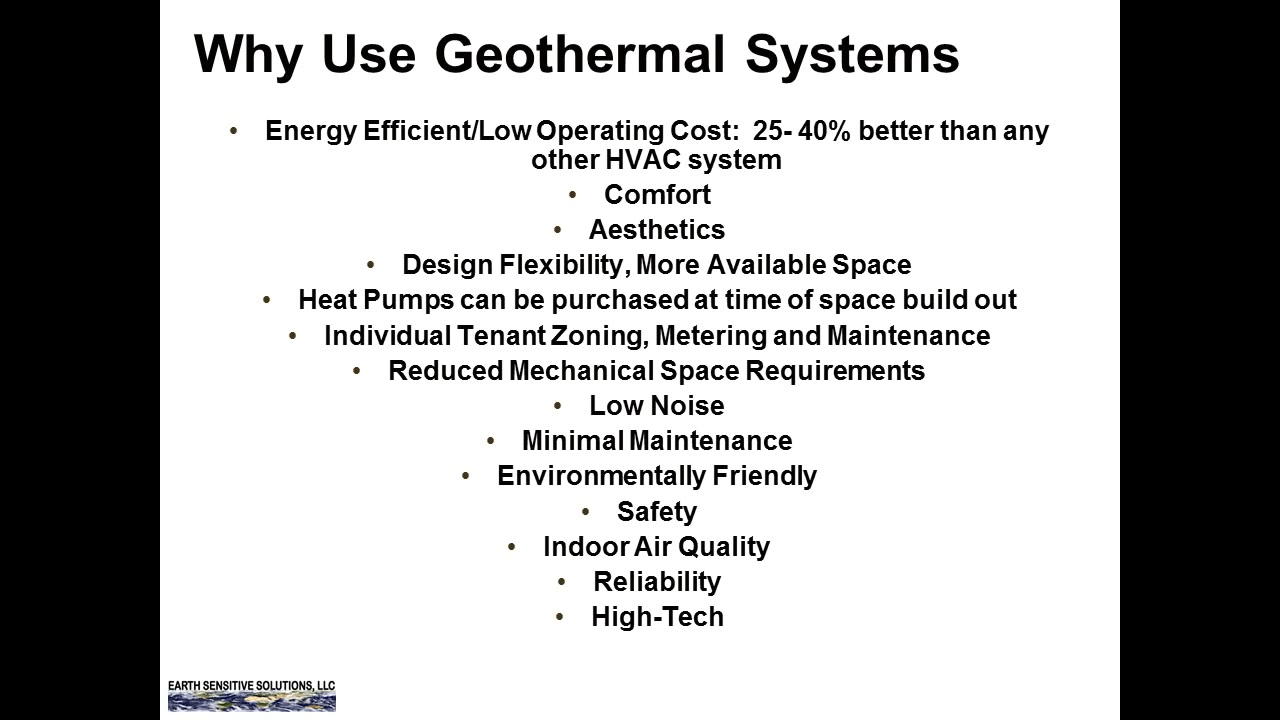 Why Use Geothermal Systems
• Energy Efficient/Low Operating Cost: 25- 40% better than any
other HVAC system
• Comfort
• Aesthetics
• Design Flexibility, More Available Space
• Heat Pumps can be purchased at time of space build out
• Individual Tenant Zoning, Metering and Maintenance
• Reduced Mechanical Space Requirements
• Low Noise
• Minimal Maintenance
• Environmentally Friendly
• Safety
• Indoor Air Quality
• Reliability
• High-Tech
EARTH SENSITIVE SOLUTIONS, LLC